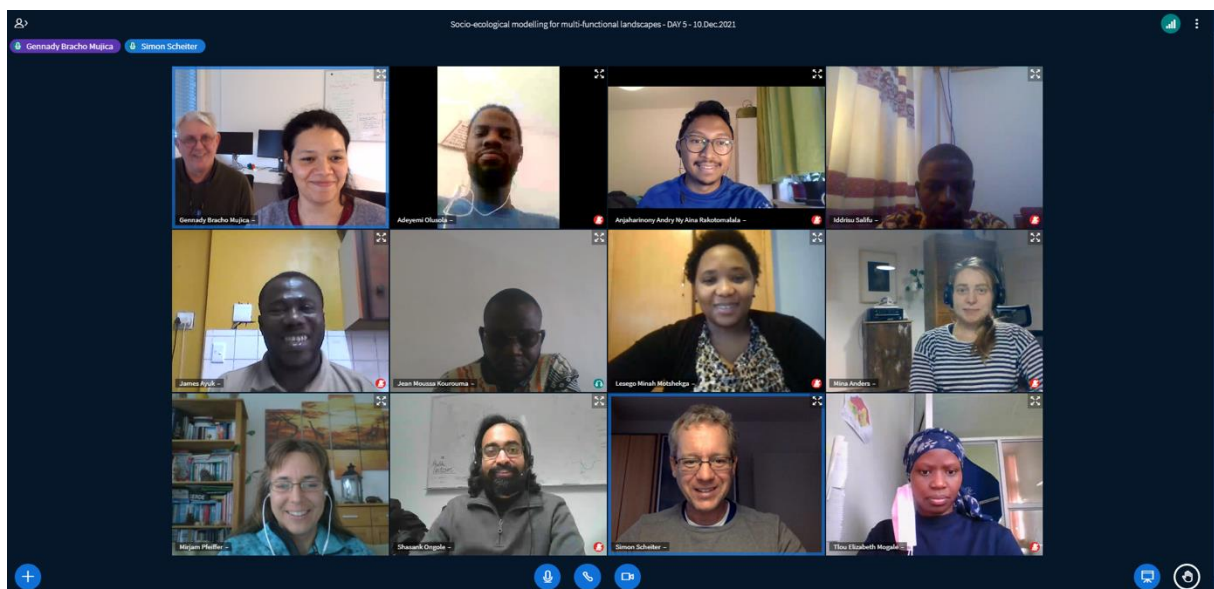 Socio-ecological modelling for multi-functional landscapes - DAY 5 - 10.Dec.2021
Gennady Bracho Mujica
Simon Scheiter
Gennady Bracho Mujica
Adeyemi Olusola
Anjaharinony Andry Ny Aina Rakotomalala
Iddrisu Salifu
James Ayuk
Jean Moussa Kourouma
Lesego Minah Motshekga
Mina Anders
Mirjam Pfeiffer
Shasank Ongole
Simon Scheiter
Tlou Elizabeth Mogale